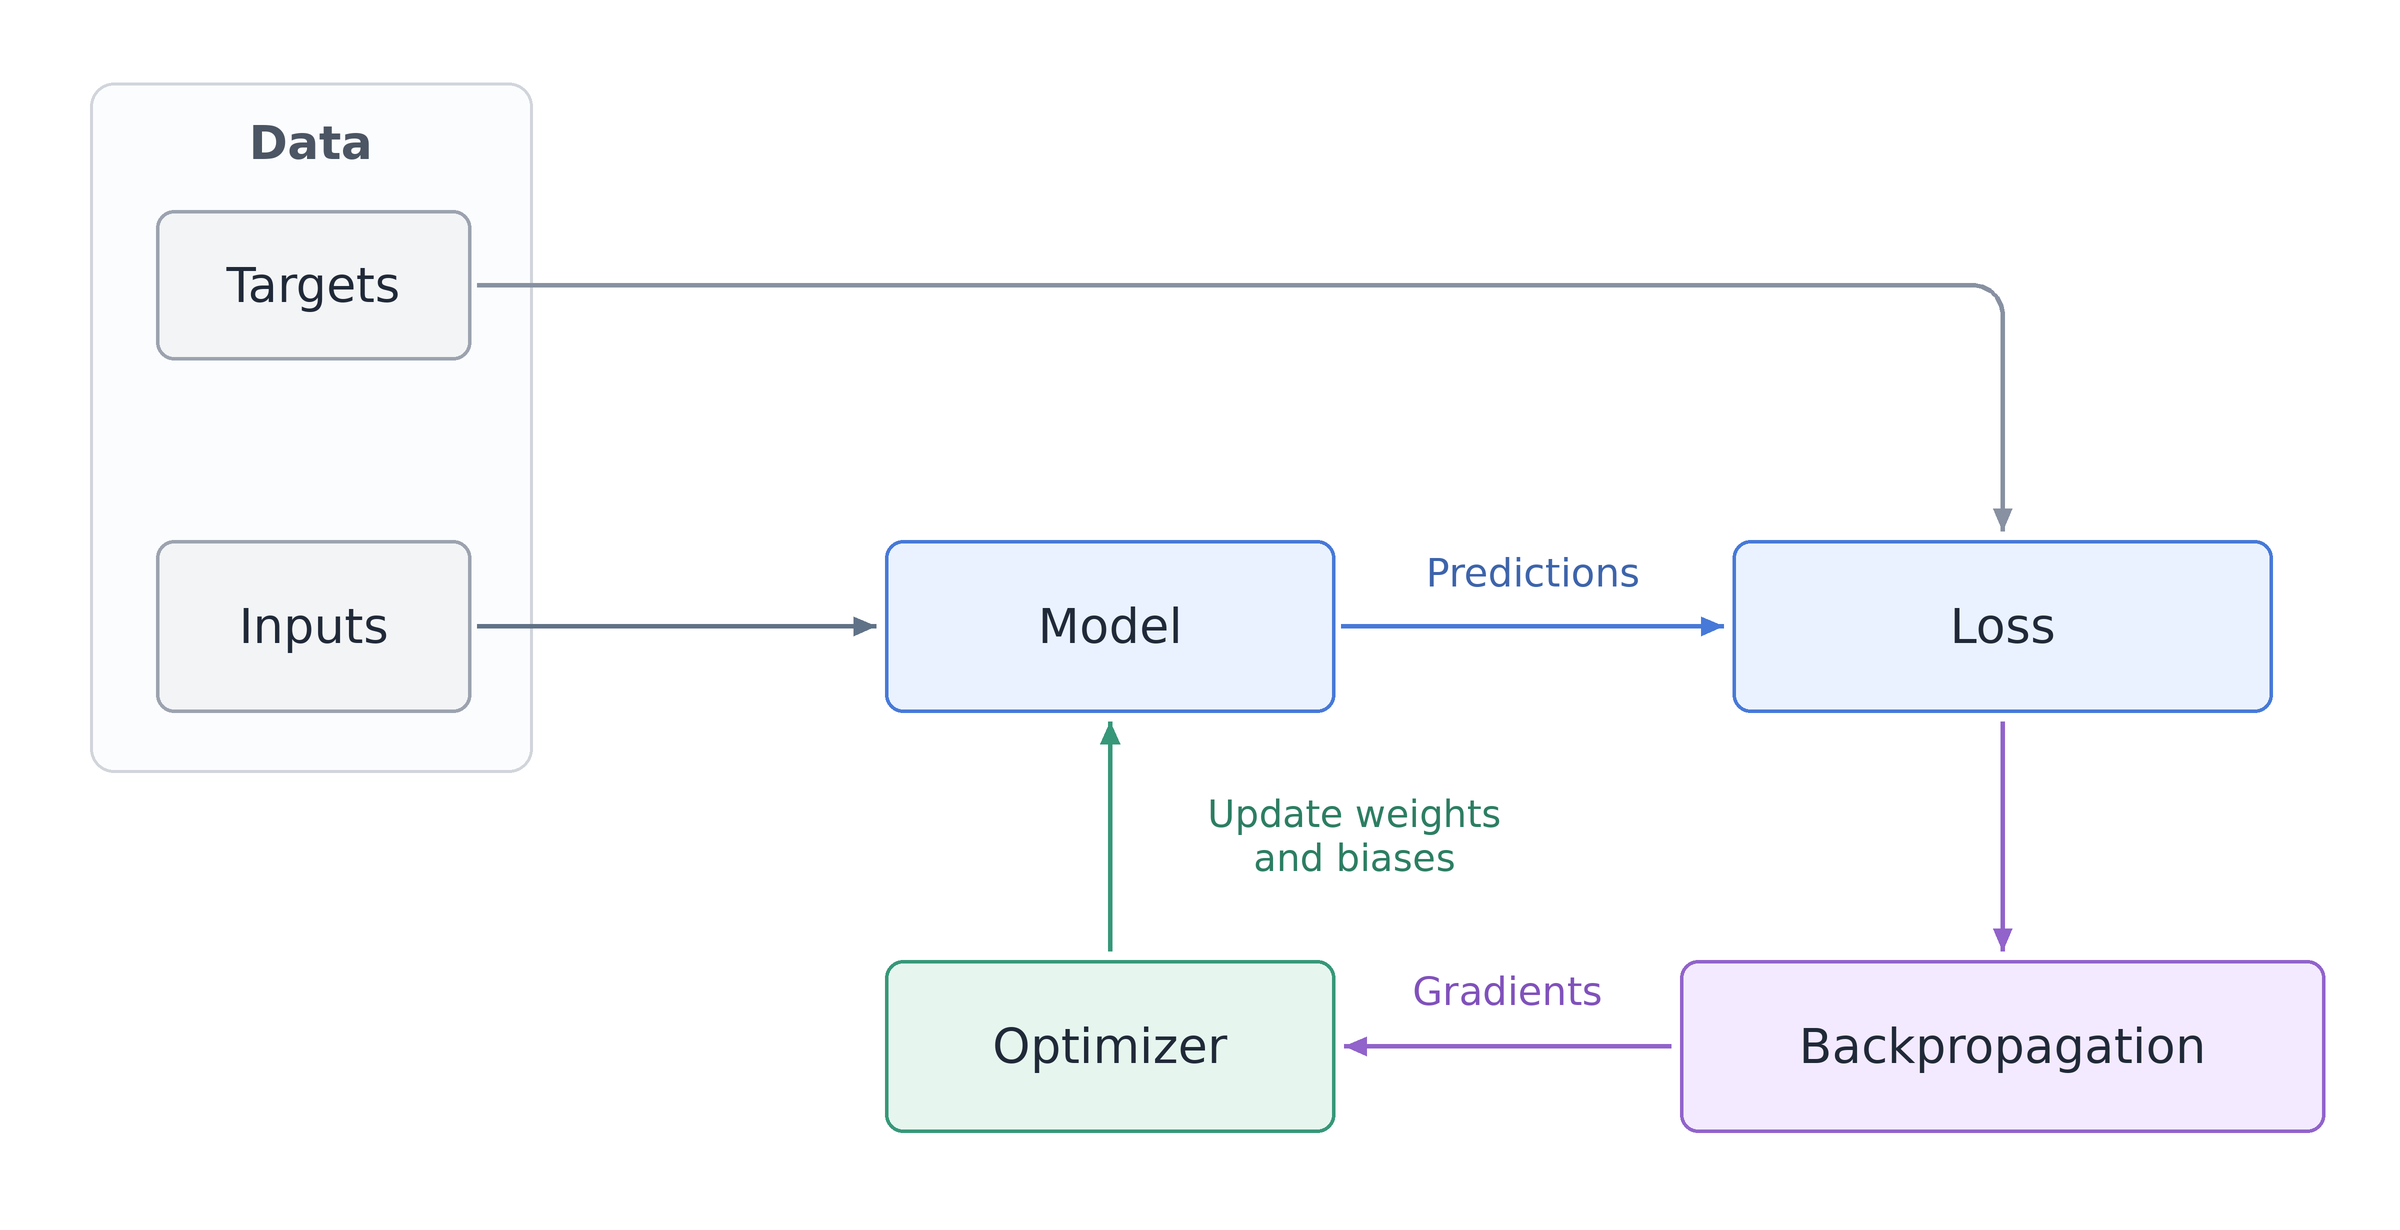 Data
Targets
Inputs
Model
Predictions
Loss
Update weights
and biases
Optimizer
Gradients
Backpropagation